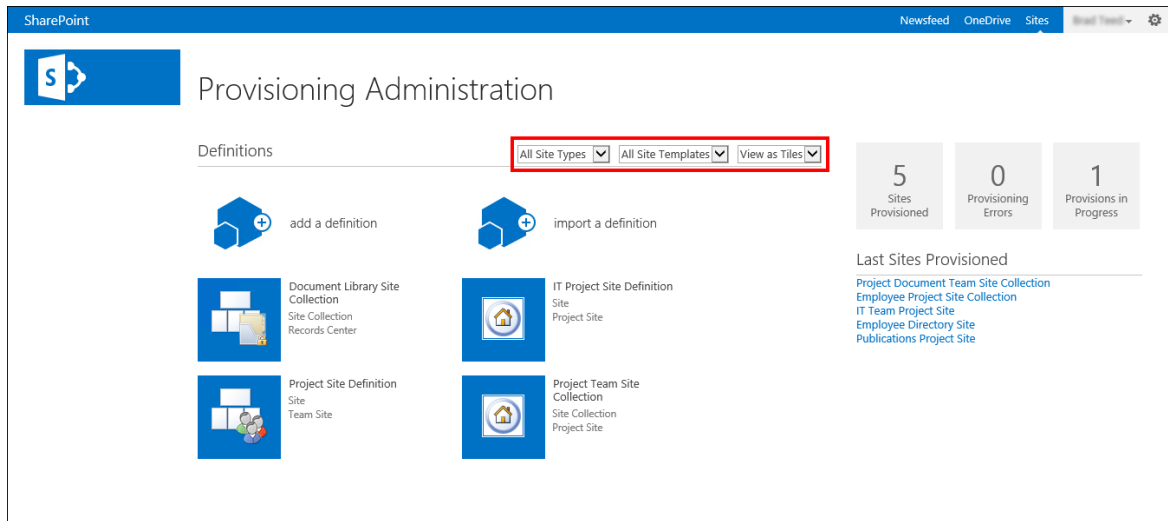 SharePoint
Newsfeed OneDrive Sites
S
Provisioning Administration
Definitions
All Site Types All Site Templates View as Tiles
add a definition
import a definition
Document Library Site
Collection
Site Collection
Records Center
IT Project Site Definition
Site
Project Site
Project Site Definition
Site
Team Site
Project Team Site
Collection
Site Collection
Project Site
5
Sites
Provisioned
0
Provisioning
Errors
1
Provisions in
Progress
Last Sites Provisioned
Project Document Team Site Collection
Employee Project Site Collection
IT Team Project Site
Employee Directory Site
Publications Project Site